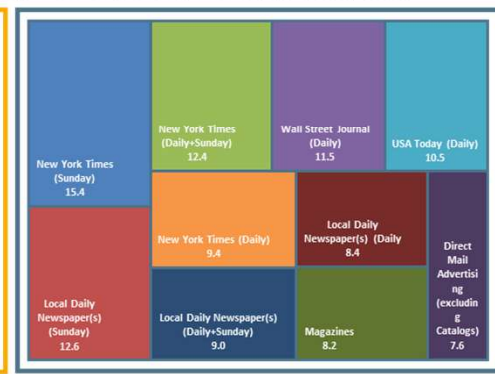 New York Times
(Sunday)
15.4
New York Times
(Daily+Sunday)
12.4
Wall Street Journal
(Daily)
11.5
USA Today (Daily)
10.5
Local Daily
Newspaper(s)
(Sunday)
12.6
New York Times (Daily)
9.4
Local Daily
Newspaper(s) (Daily
8.4
Local Daily Newspaper(s)
(Daily+Sunday)
9.0
Magazines
8.2
Direct
Mail
Advertisi
ng
(excludin
g
Catalogs)
7.6